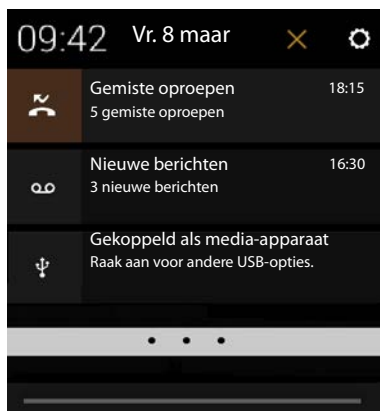 09:42 Vr. 8 maar
Gemiste oproepen 18:15
5 gemiste oproepen
Nieuwe berichten 16:30
3 nieuwe berichten
Gekoppeld als media-apparaat
Raak aan voor andere USB-opties.